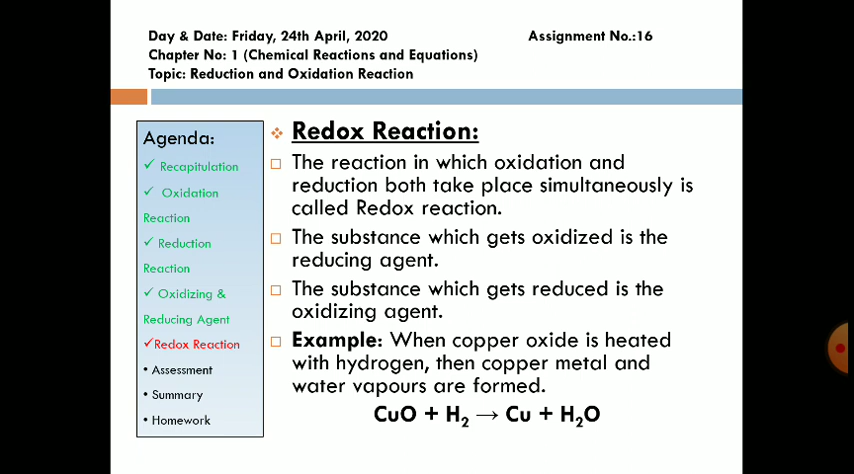 Day & Date: Friday, 24th April, 2020 Assignment No.:16
Chapter No: 1 (Chemical Reactions and Equations)
Topic: Reduction and Oxidation Reaction
Agenda:
✓ Recapitulation
✓ Oxidation
Reaction
✓ Reduction
Reaction
✓ Oxidizing &
Reducing Agent
✓Redox Reaction
• Assessment
• Summary
• Homework
❖ Redox Reaction:
□ The reaction in which oxidation and
reduction both take place simultaneously is
called Redox reaction.
□ The substance which gets oxidized is the
reducing agent.
□ The substance which gets reduced is the
oxidizing agent.
□ Example: When copper oxide is heated
with hydrogen, then copper metal and
water vapours are formed.
CuO + H₂ → Cu + H₂O